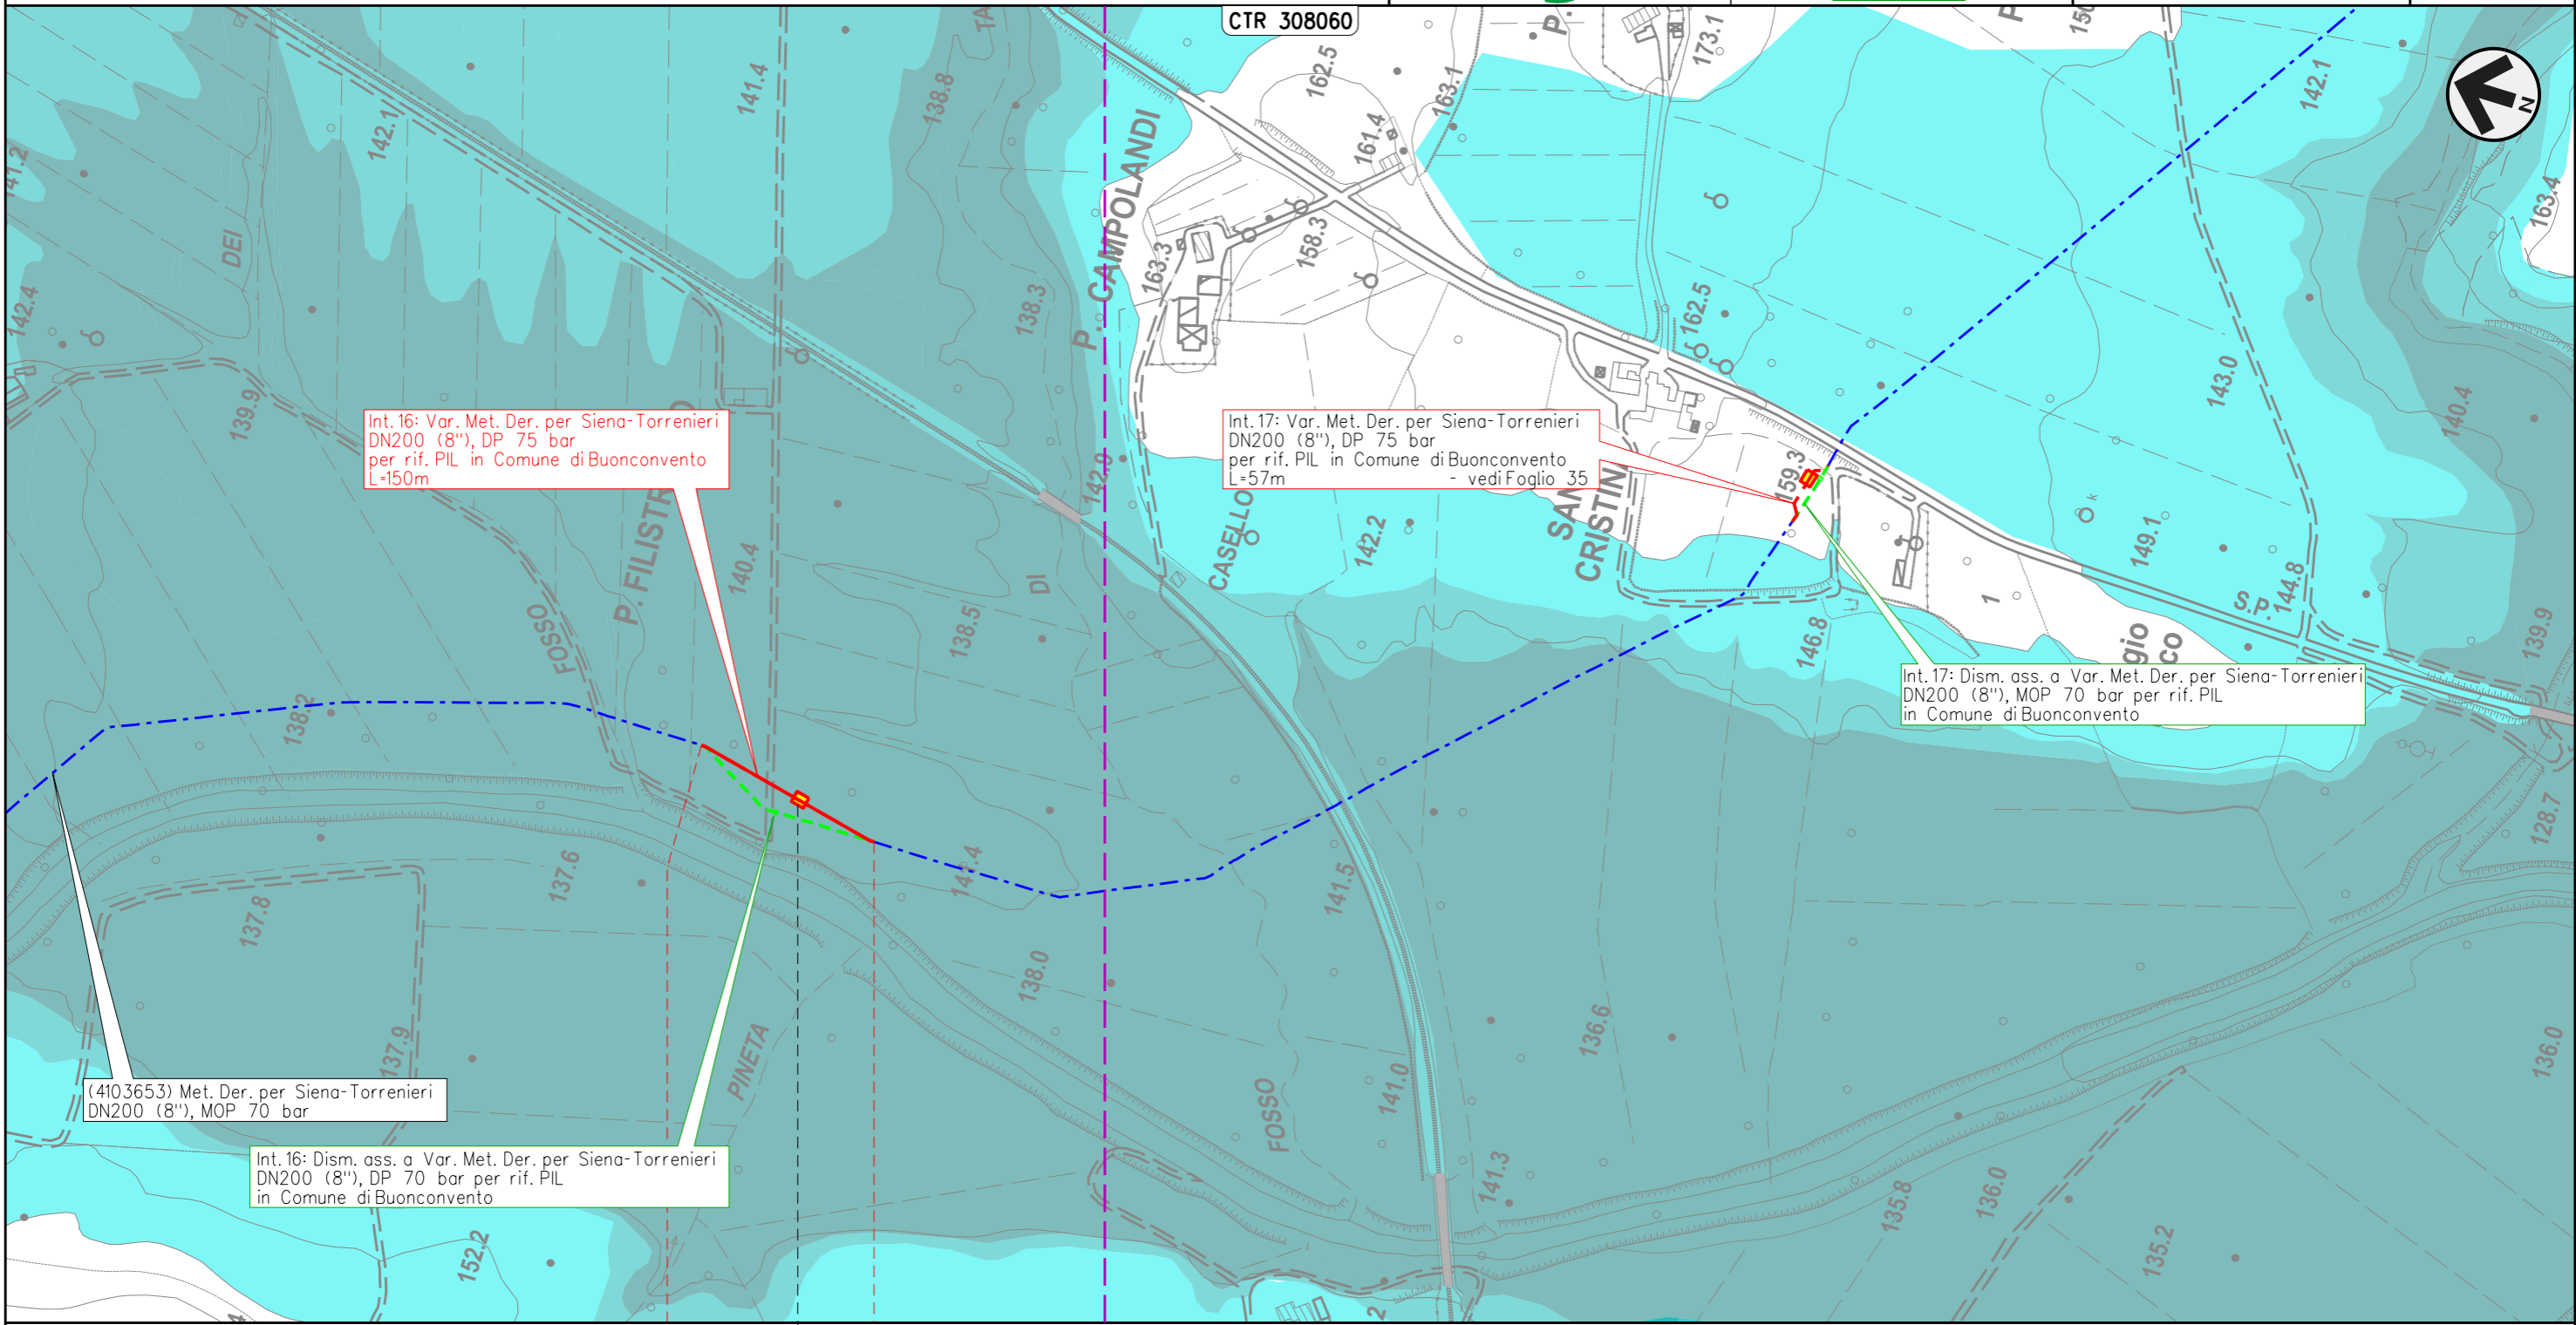 CTR 308060
N
P.
173.1
162.5
163.1
161.4
158.3
163.3
P. CAMPOLANDI
138.8
141.4
142.1
DEI
142.4
139.9
138.3
142.1
163.4
143.0
140.4
162.5
159.3
Int. 16: Var. Met. Der. per Siena-Torrenieri
DN200 (8"), DP 75 bar
per rif. PIL in Comune di Buonconvento
L=150m
Int. 17: Var. Met. Der. per Siena-Torrenieri
DN200 (8"), DP 75 bar
per rif. PIL in Comune di Buonconvento
L=57m - vedi Foglio 35
142.9
CASELLO
142.2
SAN
CRISTIN
149.1
144.8
S.P.
1
139.9
146.8
gio
co
140.4
138.5
DI
FOSSO
P. FILISTR
138.2
Int. 17: Dism. ass. a Var. Met. Der. per Siena-Torrenieri
DN200 (8"), MOP 70 bar per rif. PIL
in Comune di Buonconvento
128.7
137.6
137.8
141.5
138.0
136.6
136.0
137.9
PINETA
FOSSO
141.0
(4103653) Met. Der. per Siena-Torrenieri
DN200 (8"), MOP 70 bar
Int. 16: Dism. ass. a Var. Met. Der. per Siena-Torrenieri
DN200 (8"), DP 70 bar per rif. PIL
in Comune di Buonconvento
141.3
135.8
136.0
135.2
152.2
2